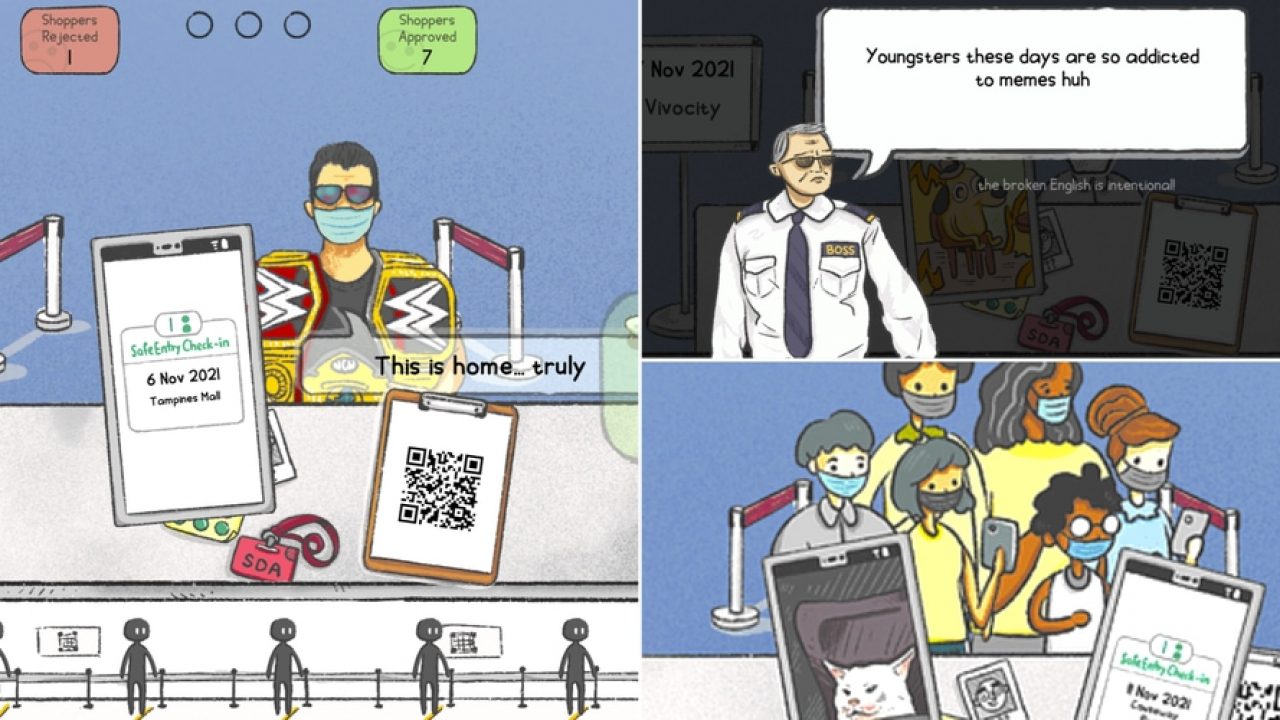 Shoppers
Rejected
1
Shoppers
Approved
7
SafeEntry Check-in
6 Nov 2021
Tampines Mall
This is home... truly
SDA
Nov 2021
Vivocity
Youngsters these days are so addicted
to memes huh
the broken English is intentional!
BOSS
SDA
SafeEntry Check-in
11 Nov 2021